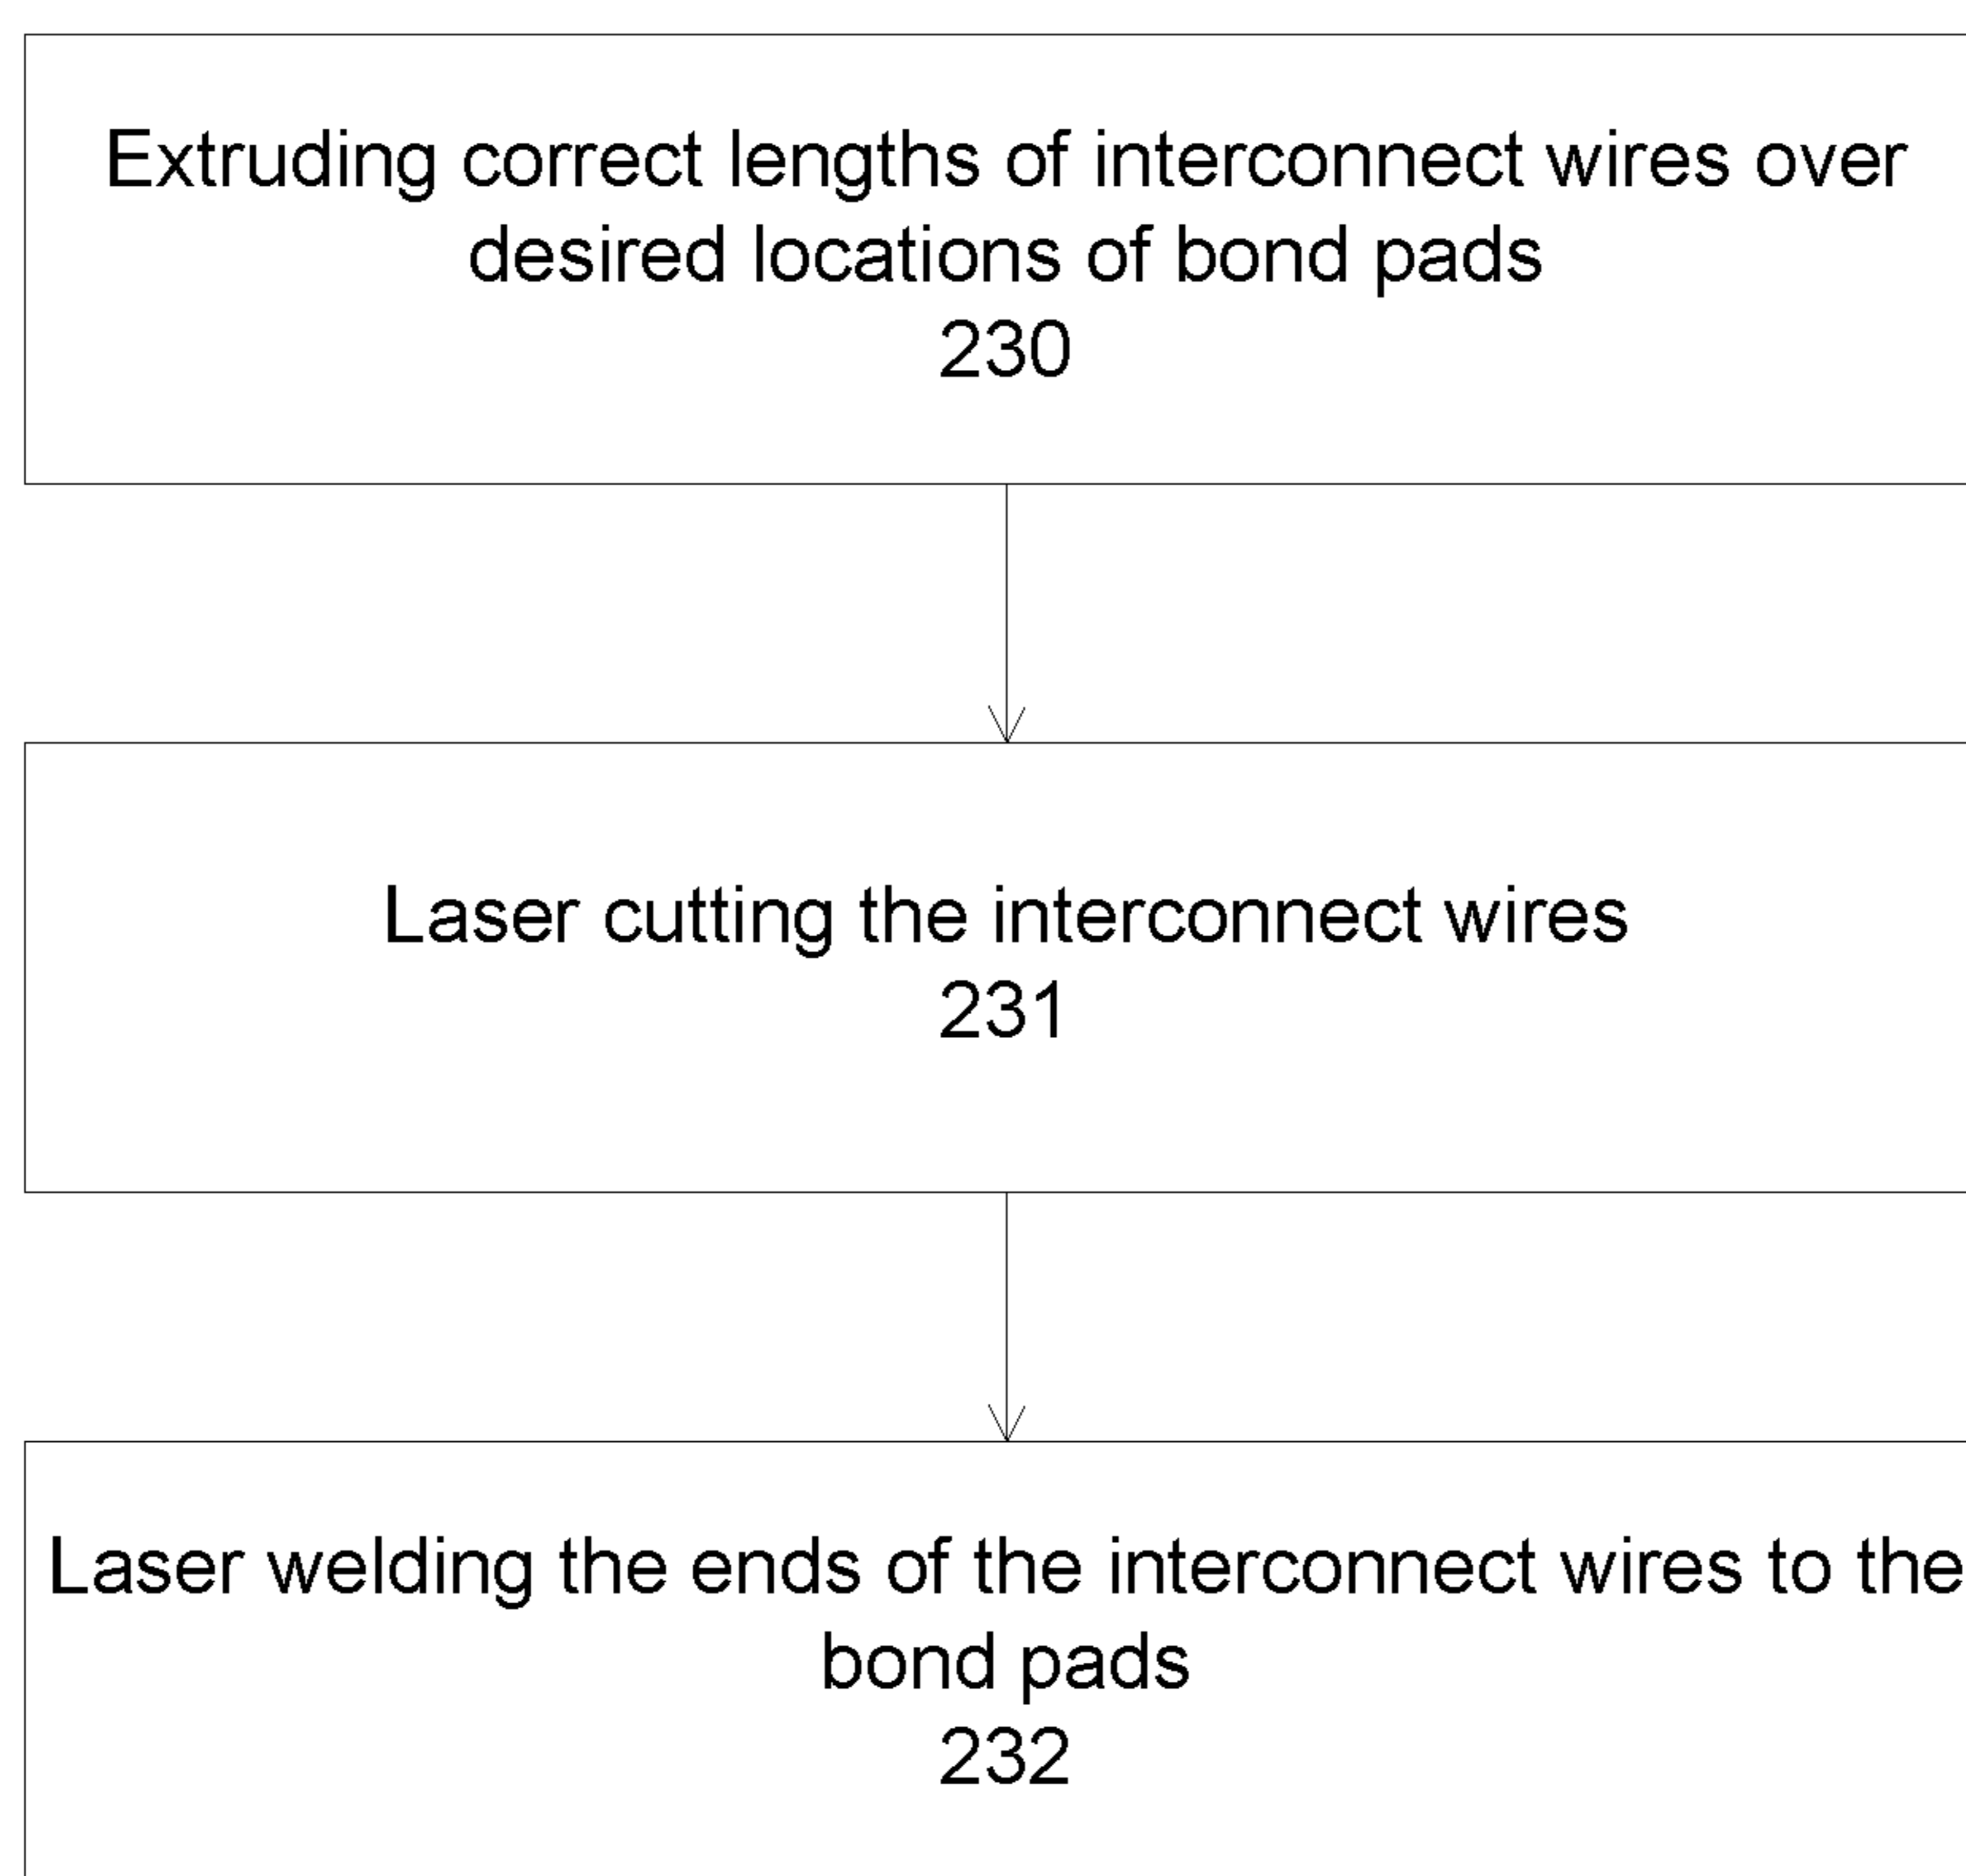 Extruding correct lengths of interconnect wires over
desired locations of bond pads
230
Laser cutting the interconnect wires
231
Laser welding the ends of the interconnect wires to the
bond pads
232